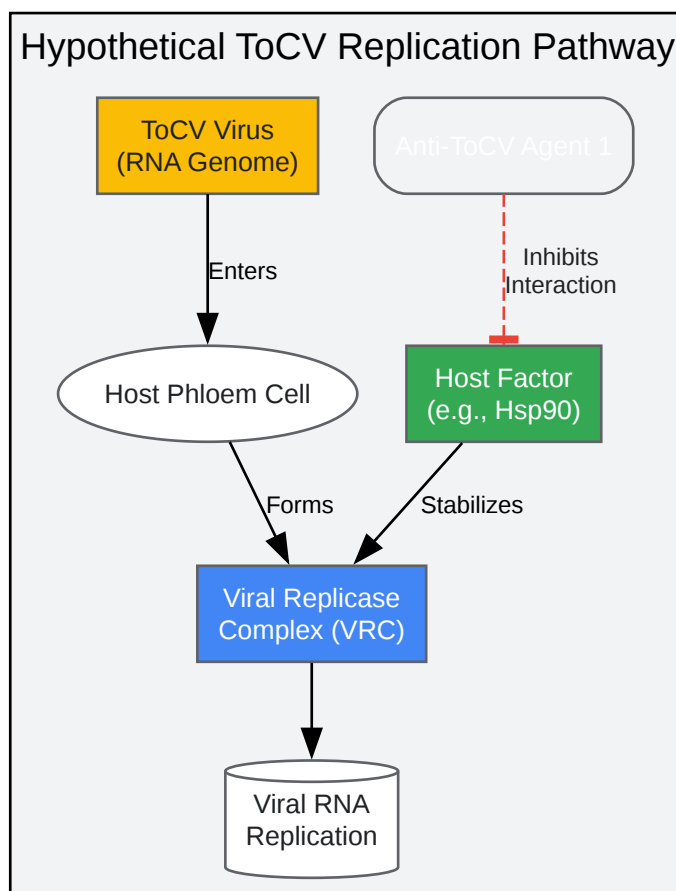 Hypothetical ToCV Replication Pathway
ToCV Virus
(RNA Genome)
Anti-ToCV Agent 1
Enters
Inhibits
Interaction
Host Phloem Cell
Host Factor
(e.g., Hsp90)
Forms
Stabilizes
Viral Replicase
Complex (VRC)
Viral RNA
Replication